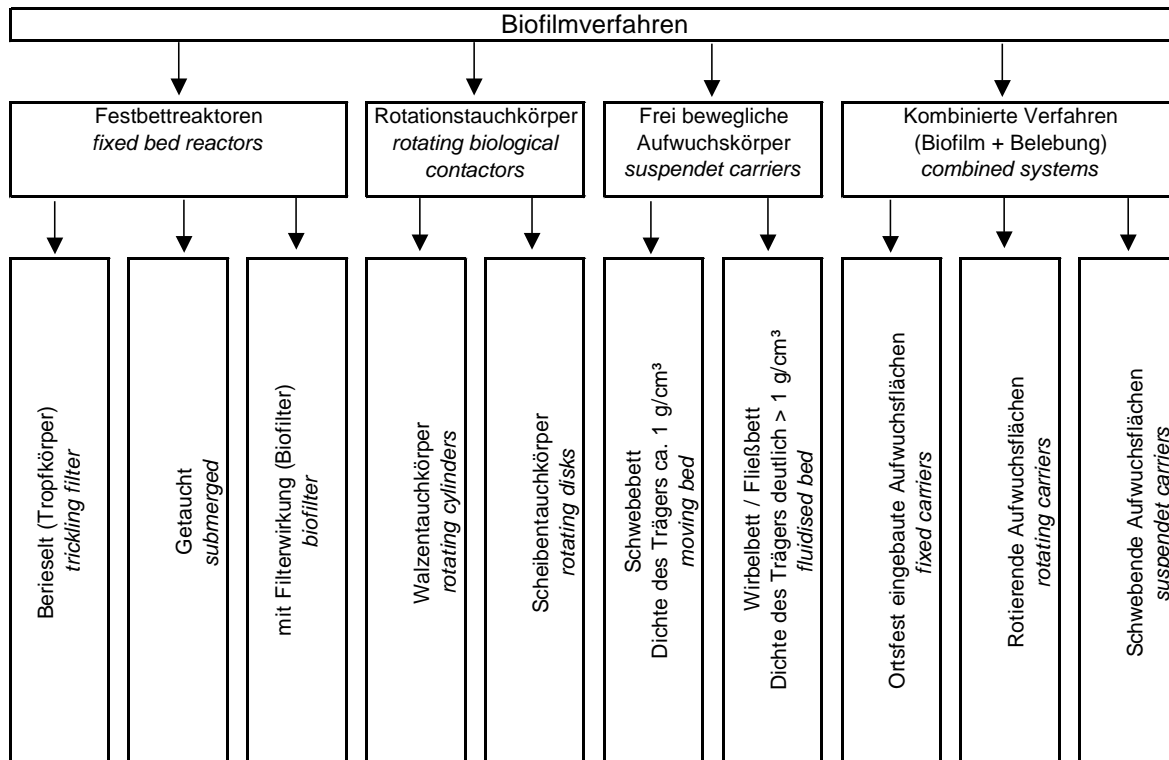 Biofilmverfahren
Festbettreaktoren
fixed bed reactors
Rotationstauchkörper
rotating biological
contactors
Frei bewegliche
Aufwuchskörper
suspendet carriers
Kombinierte Verfahren
(Biofilm + Belebung)
combined systems
Berieselt (Tropfkörper)
trickling filter
Getaucht
submerged
mit Filterwirkung (Biofilter)
biofilter
Walzentauchkörper
rotating cylinders
Scheibentauchkörper
rotating disks
Schwebebett
Dichte des Trägers ca. 1 g/cm³
moving bed
Wirbelbett / Fließbett
Dichte des Trägers deutlich > 1 g/cm³
fluidised bed
Ortsfest eingebaute Aufwuchsflächen
fixed carriers
Rotierende Aufwuchsflächen
rotating carriers
Schwebende Aufwuchsflächen
suspendet carriers